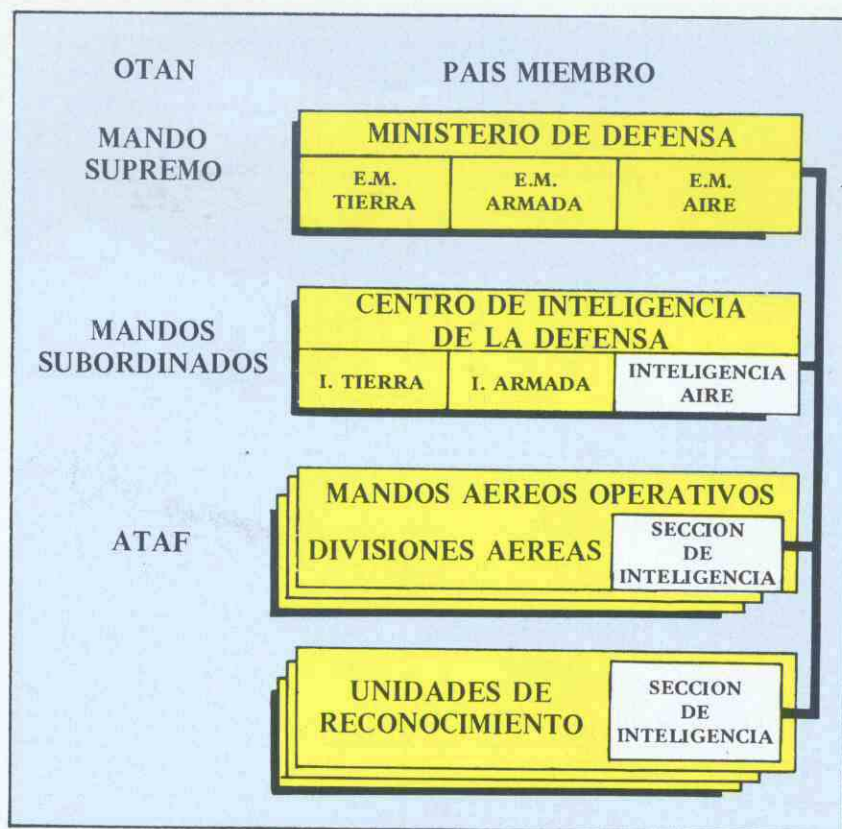 OTAN
PAIS MIEMBRO
MANDO
SUPREMO
MINISTERIO DE DEFENSA
E.M.
TIERRA
E.M.
ARMADA
E.M.
AIRE
MANDOS
SUBORDINADOS
CENTRO DE INTELIGENCIA
DE LA DEFENSA
I. TIERRA
I. ARMADA
INTELIGENCIA
AIRE
ATAF
MANDOS AEREOS OPERATIVOS
DIVISIONES AEREAS
SECCION
DE
INTELIGENCIA
UNIDADES DE
RECONOCIMIENTO
SECCION
DE
INTELIGENCIA